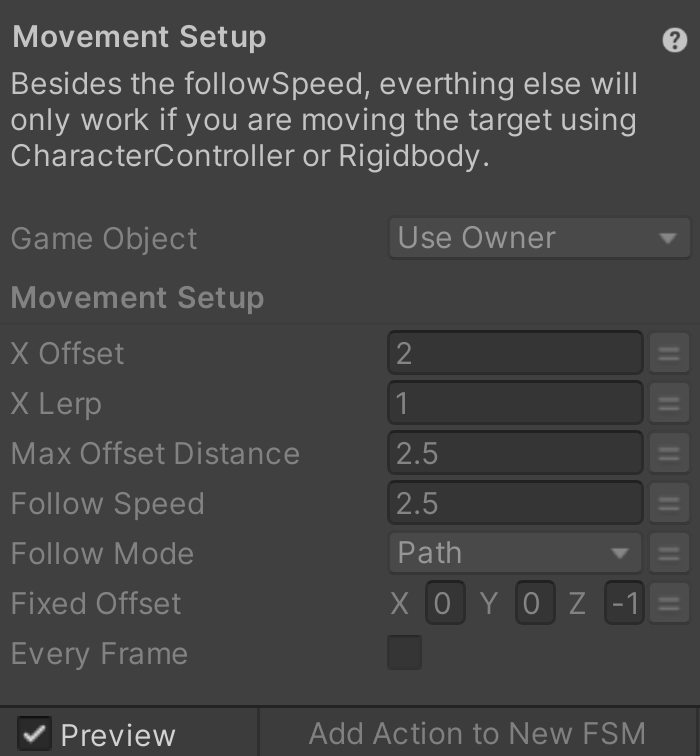 Movement Setup
?
Besides the followSpeed, everthing else will
only work if you are moving the target using
CharacterController or Rigidbody.
Game Object Use Owner
Movement Setup
X Offset 2 =
X Lerp 1 =
Max Offset Distance 2.5 =
Follow Speed 2.5 =
Follow Mode Path =
Fixed Offset X 0 Y 0 Z -1 =
Every Frame
Preview Add Action to New FSM